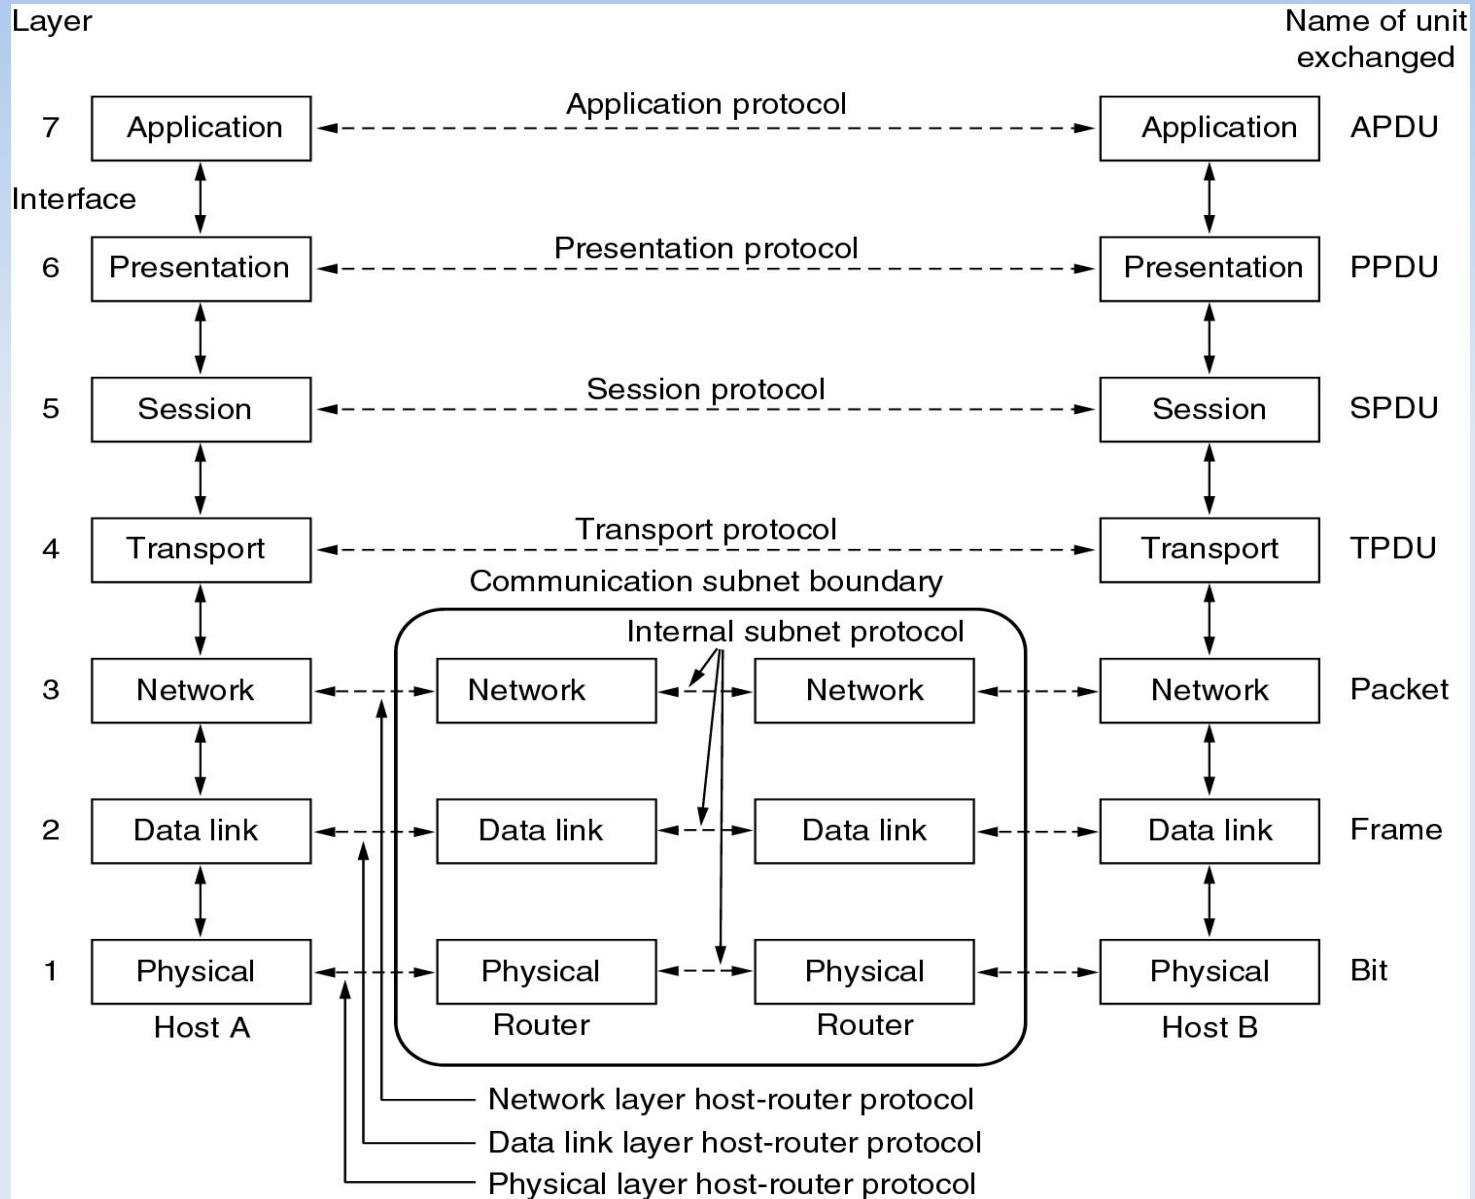 Layer
Name of unit
exchanged
7
Application
Application protocol
Application
APDU
Interface
6
Presentation
Presentation protocol
Presentation
PPDU
5
Session
Session protocol
Session
SPDU
4
Transport
Transport protocol
Transport
TPDU
Communication subnet boundary
Internal subnet protocol
3
Network
Network
Network
Network
Packet
2
Data link
Data link
Data link
Data link
Frame
1
Physical
Physical
Physical
Physical
Bit
Host A
Router
Router
Host B
Network layer host-router protocol
Data link layer host-router protocol
Physical layer host-router protocol